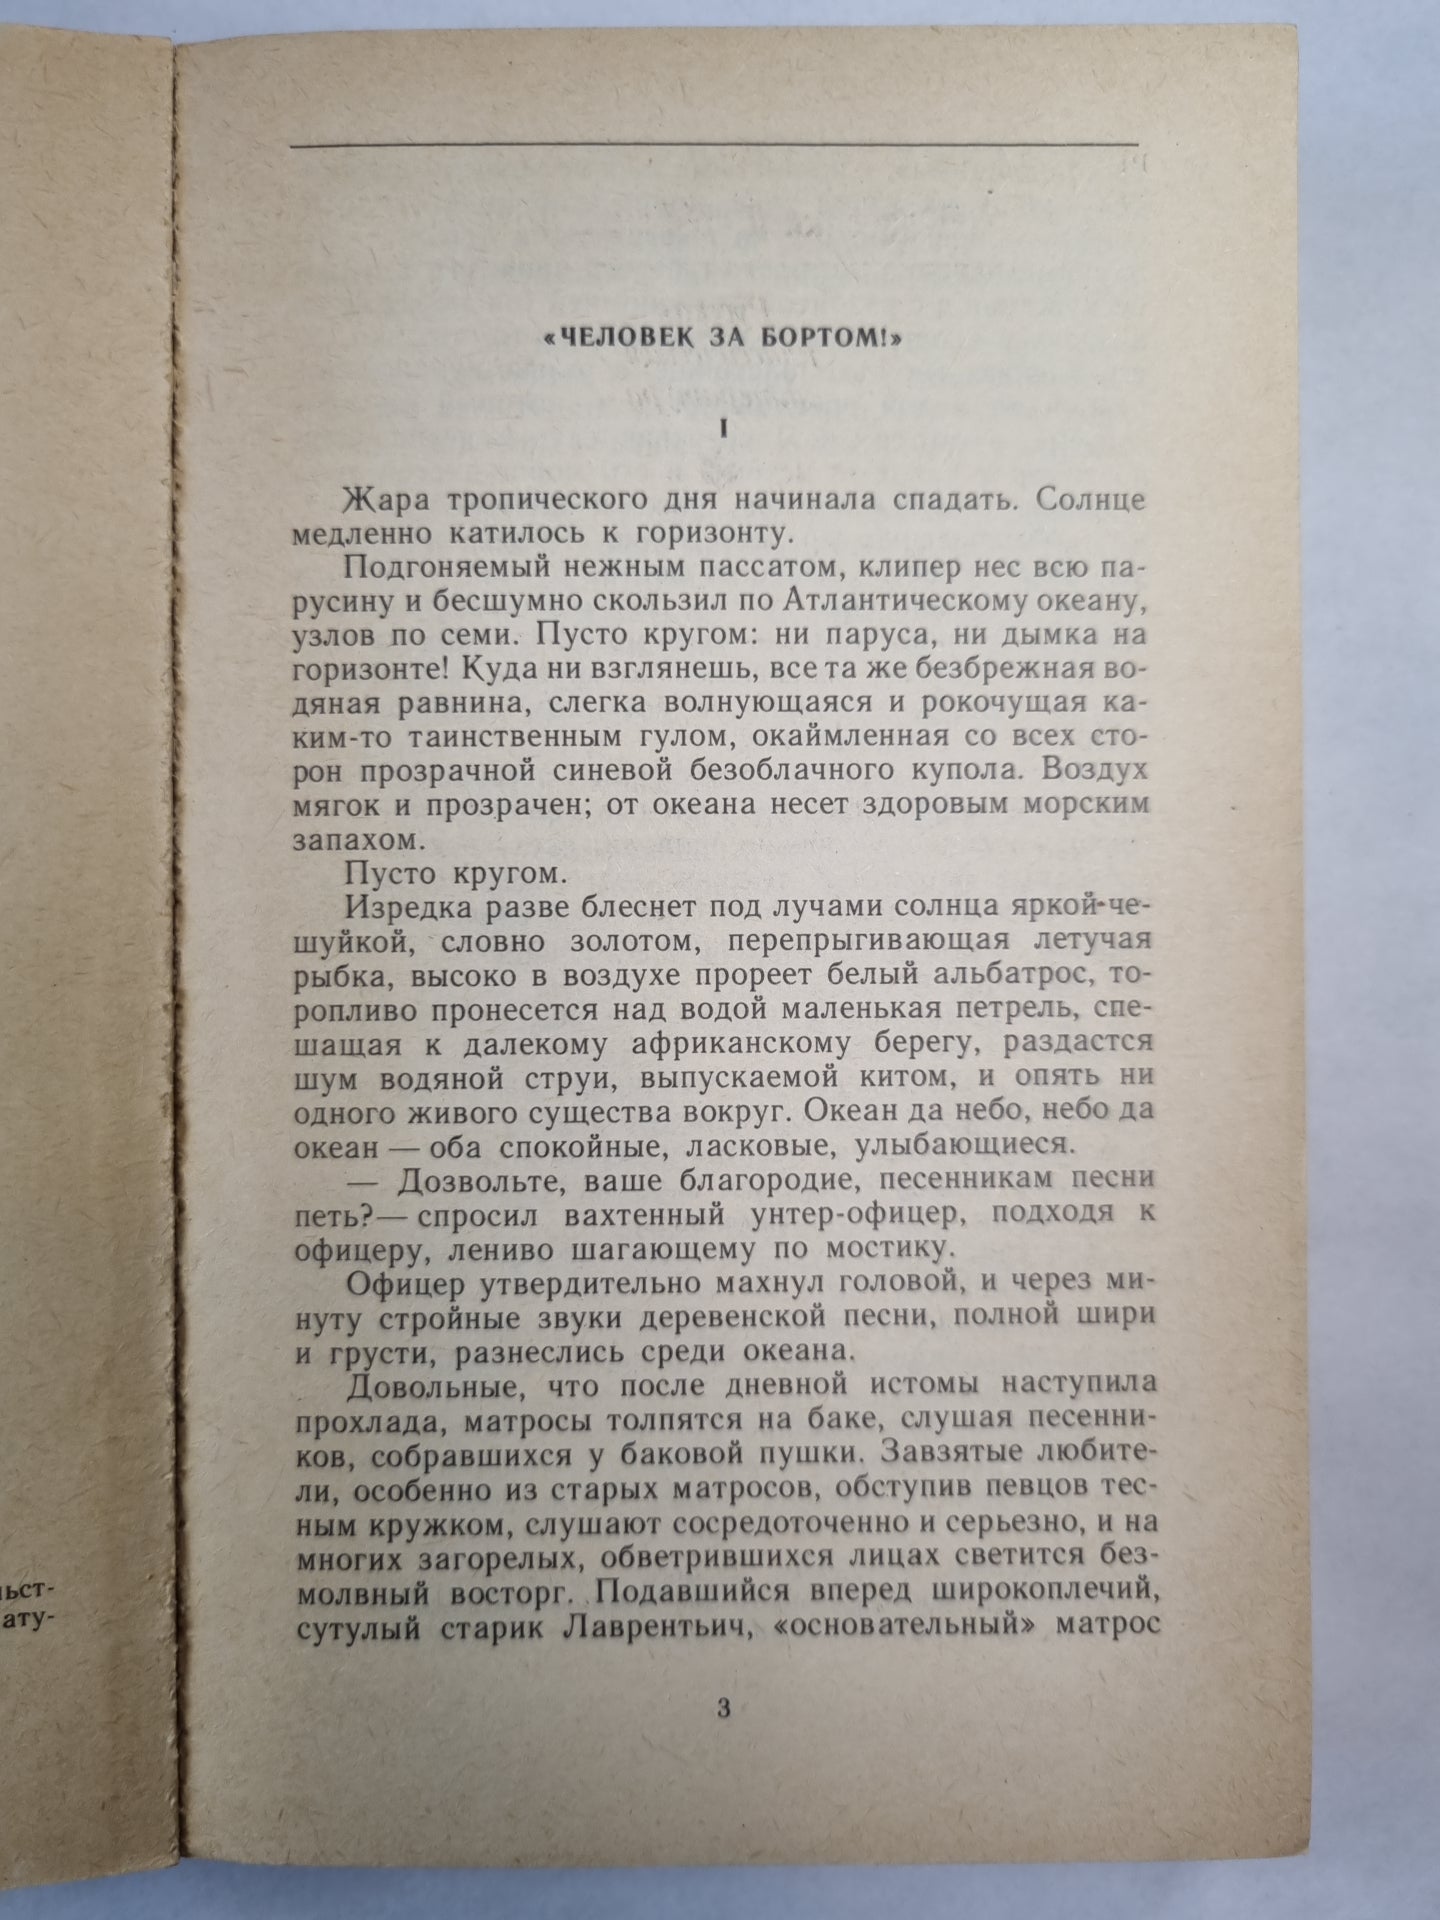 «ЧЕЛОВЕК ЗА БОРТОМ!»
I
Жара тропического дня начинала спадать. Солнце
медленно катилось к горизонту.
Подгоняемый нежным пассатом, клипер нес всю па-
русину и бесшумно скользил по Атлантическому океану,
узлов по семи. Пусто кругом: ни паруса, ни дымка на
горизонте! Куда ни взглянешь, все та же безбрежная во-
дяная равнина, слегка волнующаяся и рокочущая ка-
ким-то таинственным гулом, окаймленная со всех сто-
рон прозрачной синевой безоблачного купола. Воздух
мягок и прозрачен; от океана несет здоровым морским
запахом.
Пусто кругом.
Изредка разве блеснет под лучами солнца яркой че-
шуйкой, словно золотом, перепрыгивающая летучая
рыбка, высоко в воздухе прореет белый альбатрос, то-
ропливо пронесется над водой маленькая петрель, спе-
шащая к далекому африканскому берегу, раздастся
шум водяной струи, выпускаемой китом, и опять ни
одного живого существа вокруг. Океан да небо, небо да
океан — оба спокойные, ласковые, улыбающиеся.
— Дозвольте, ваше благородие, песенникам песни
петь?— спросил вахтенный унтер-офицер, подходя к
офицеру, лениво шагающему по мостику.
Офицер утвердительно махнул головой, и через ми-
нуту стройные звуки деревенской песни, полной шири
и грусти, разнеслись среди океана.
Довольные, что после дневной истомы наступила
прохлада, матросы толпятся на баке, слушая песенни-
ков, собравшихся у баковой пушки. Завзятые любите-
ли, особенно из старых матросов, обступив певцов тес-
ным кружком, слушают сосредоточенно и серьезно, и на
многих загорелых, обветрившихся лицах светится без-
молвный восторг. Подавшийся вперед широкоплечий,
сутулый старик Лаврентьич, «основательный» матрос
3